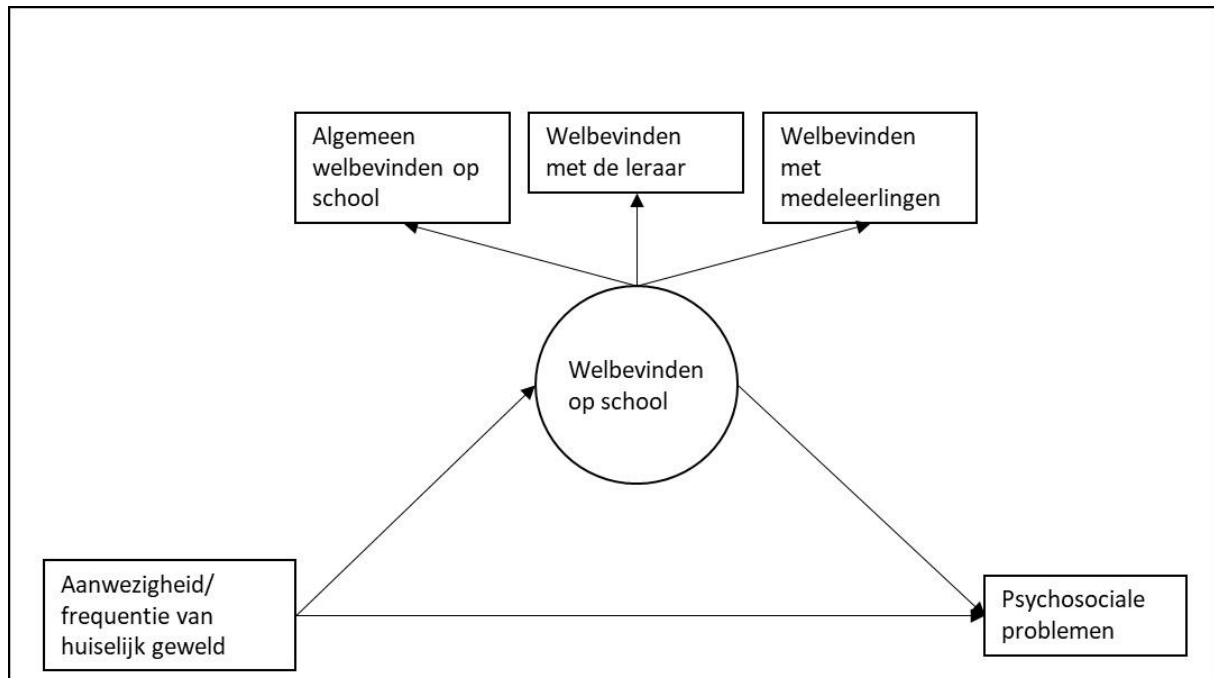 Algemeen
welbevinden op
school
Welbevinden
met de leraar
Welbevinden
met
medeleerlingen
Welbevinden
op school
Aanwezigheid/
frequentie van
huiselijk geweld
Psychosociale
problemen